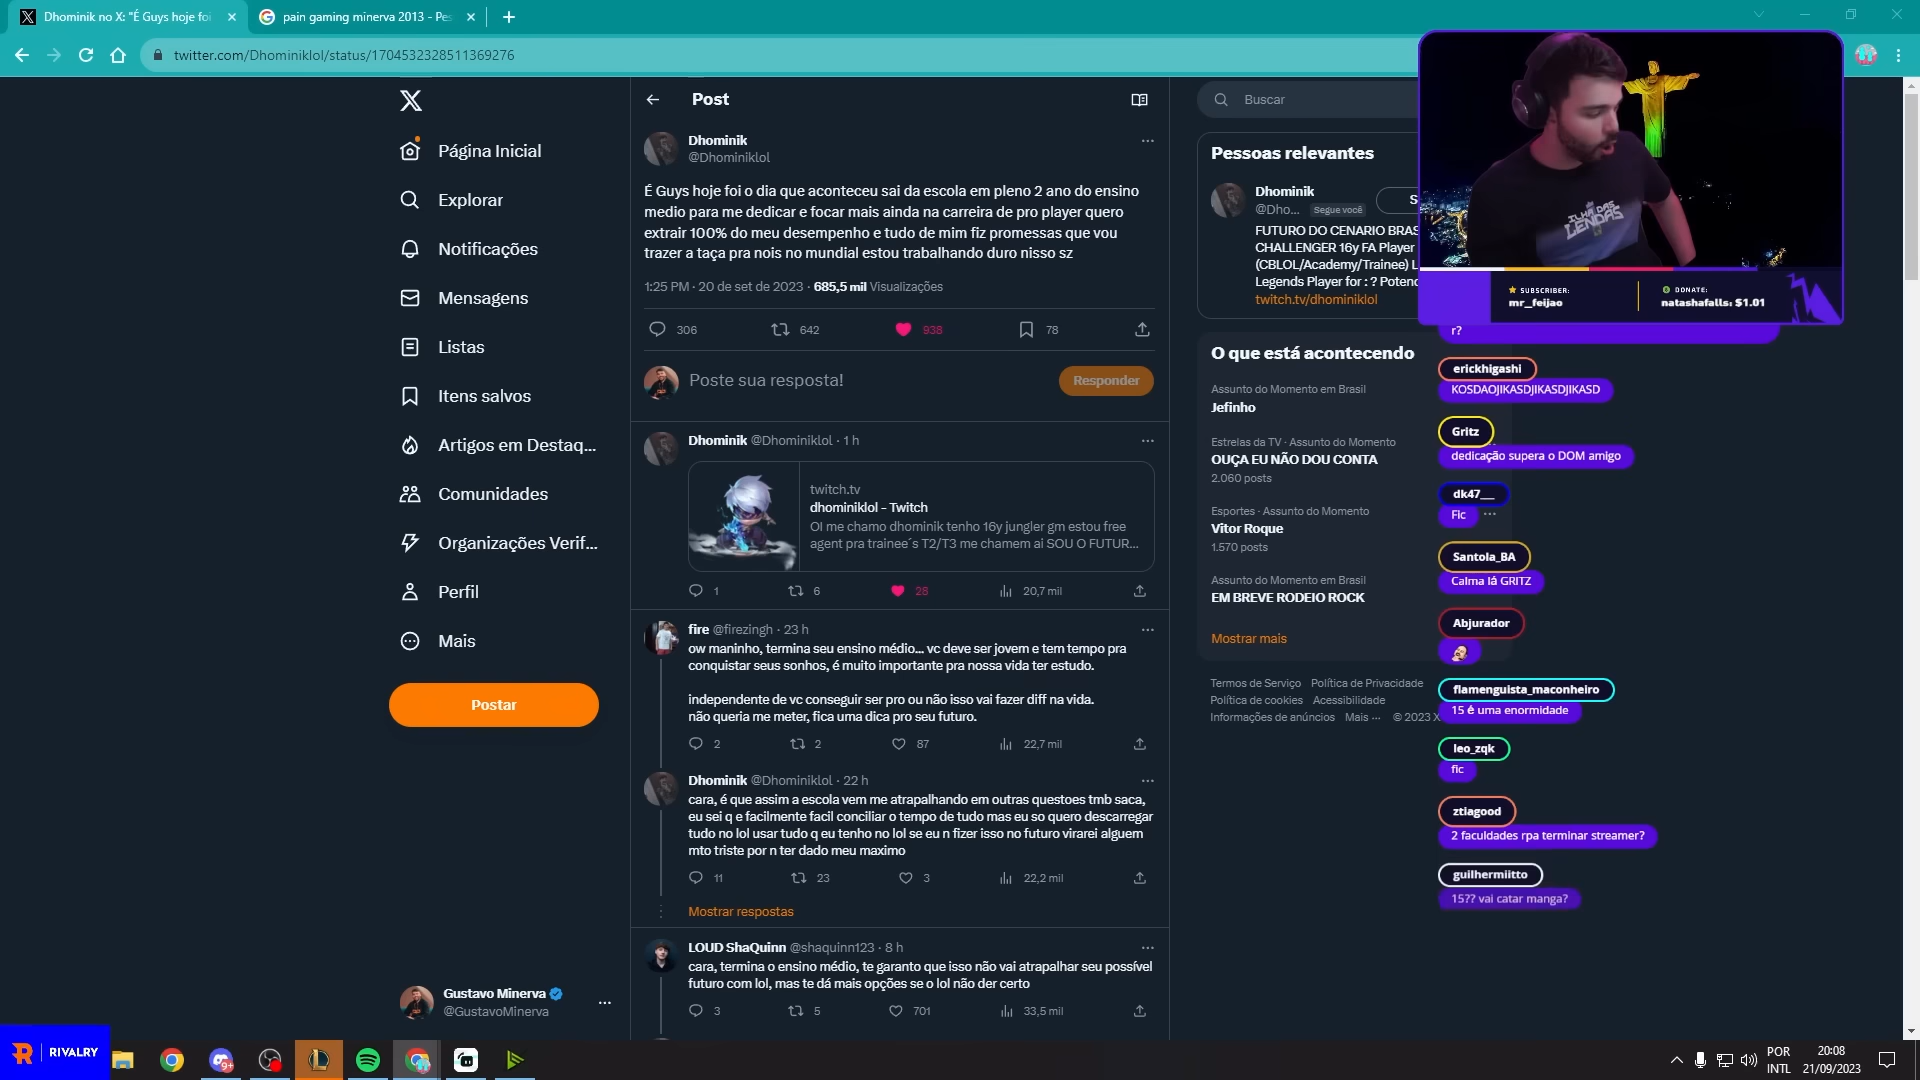 Dhominik no X: "É Guys hoje foi
pain gaming minerva 2013 - Pes
twitter.com/Dhominiklol/status/1704532328511369276
Página Inicial
Explorar
Notificações
Mensagens
Listas
Itens salvos
Artigos em Destaq...
Comunidades
Organizações Verif...
Perfil
Mais
Postar
Gustavo Minerva
@GustavoMinerva
Post
Dhominik
@Dhominiklol
É Guys hoje foi o dia que aconteceu sai da escola em pleno 2 ano do ensino
medio para me dedicar e focar mais ainda na carreira de pro player quero
extrair 100% do meu desempenho e tudo de mim fiz promessas que vou
trazer a taça pra nois no mundial estou trabalhando duro nisso sz
1:25 PM · 20 de set de 2023 · 685,5 mil Visualizações
306 642 938 78
Poste sua resposta!
Responder
Dhominik @Dhominiklol · 1 h
twitch.tv
dhominiklol - Twitch
OI me chamo dhominik tenho 16y jungler gm estou free
agent pra trainee´s T2/T3 me chamem ai SOU O FUTUR...
1 6 28 20,7 mil
fire @firezingh · 23 h
ow maninho, termina seu ensino médio... vc deve ser jovem e tem tempo pra
conquistar seus sonhos, é muito importante pra nossa vida ter estudo.
independente de vc conseguir ser pro ou não isso vai fazer diff na vida.
não queria me meter, fica uma dica pro seu futuro.
2 2 87 22,7 mil
Dhominik @Dhominiklol · 22 h
cara, é que assim a escola vem me atrapalhando em outras questoes tmb saca,
eu sei q e facilmente facil conciliar o tempo de tudo mas eu so quero descarregar
tudo no lol usar tudo q eu tenho no lol se eu n fizer isso no futuro virarei alguem
mto triste por n ter dado meu maximo
11 23 3 22,2 mil
Mostrar respostas
LOUD ShaQuinn @shaquinn123 · 8 h
cara, termina o ensino médio, te garanto que isso não vai atrapalhar seu possível
futuro com lol, mas te dá mais opções se o lol não der certo
3 5 701 33,5 mil
Buscar
Pessoas relevantes
Dhominik
@Dho... Segue você
S
FUTURO DO CENARIO BRAS
CHALLENGER 16y FA Player
(CBLOL/Academy/Trainee) L
Legends Player for : ? Potenc
twitch.tv/dhominiklol
O que está acontecendo
Assunto do Momento em Brasil
Jefinho
Estrelas da TV · Assunto do Momento
OUÇA EU NÃO DOU CONTA
2.060 posts
Esportes · Assunto do Momento
Vitor Roque
1.570 posts
Assunto do Momento em Brasil
EM BREVE RODEIO ROCK
Mostrar mais
Termos de Serviço Política de Privacidade
Política de cookies Acessibilidade
Informações de anúncios Mais ··· © 2023 X
ILHA DAS
LENDAS
SUBSCRIBER:
mr_feijao
DONATE:
natashafalls: $1.01
r?
erickhigashi
KOSDAOJIKASDJIKASDJIKASD
Gritz
dedicação supera o DOM amigo
dk47__
Fic
Santola_BA
Calma lá GRITZ
Abjurador
flamenguista_maconheiro
15 é uma enormidade
leo_zqk
fic
ztiagood
2 faculdades rpa terminar streamer?
guilhermiitto
15?? vai catar manga?
R RIVALRY
9+
POR
INTL
20:08
21/09/2023